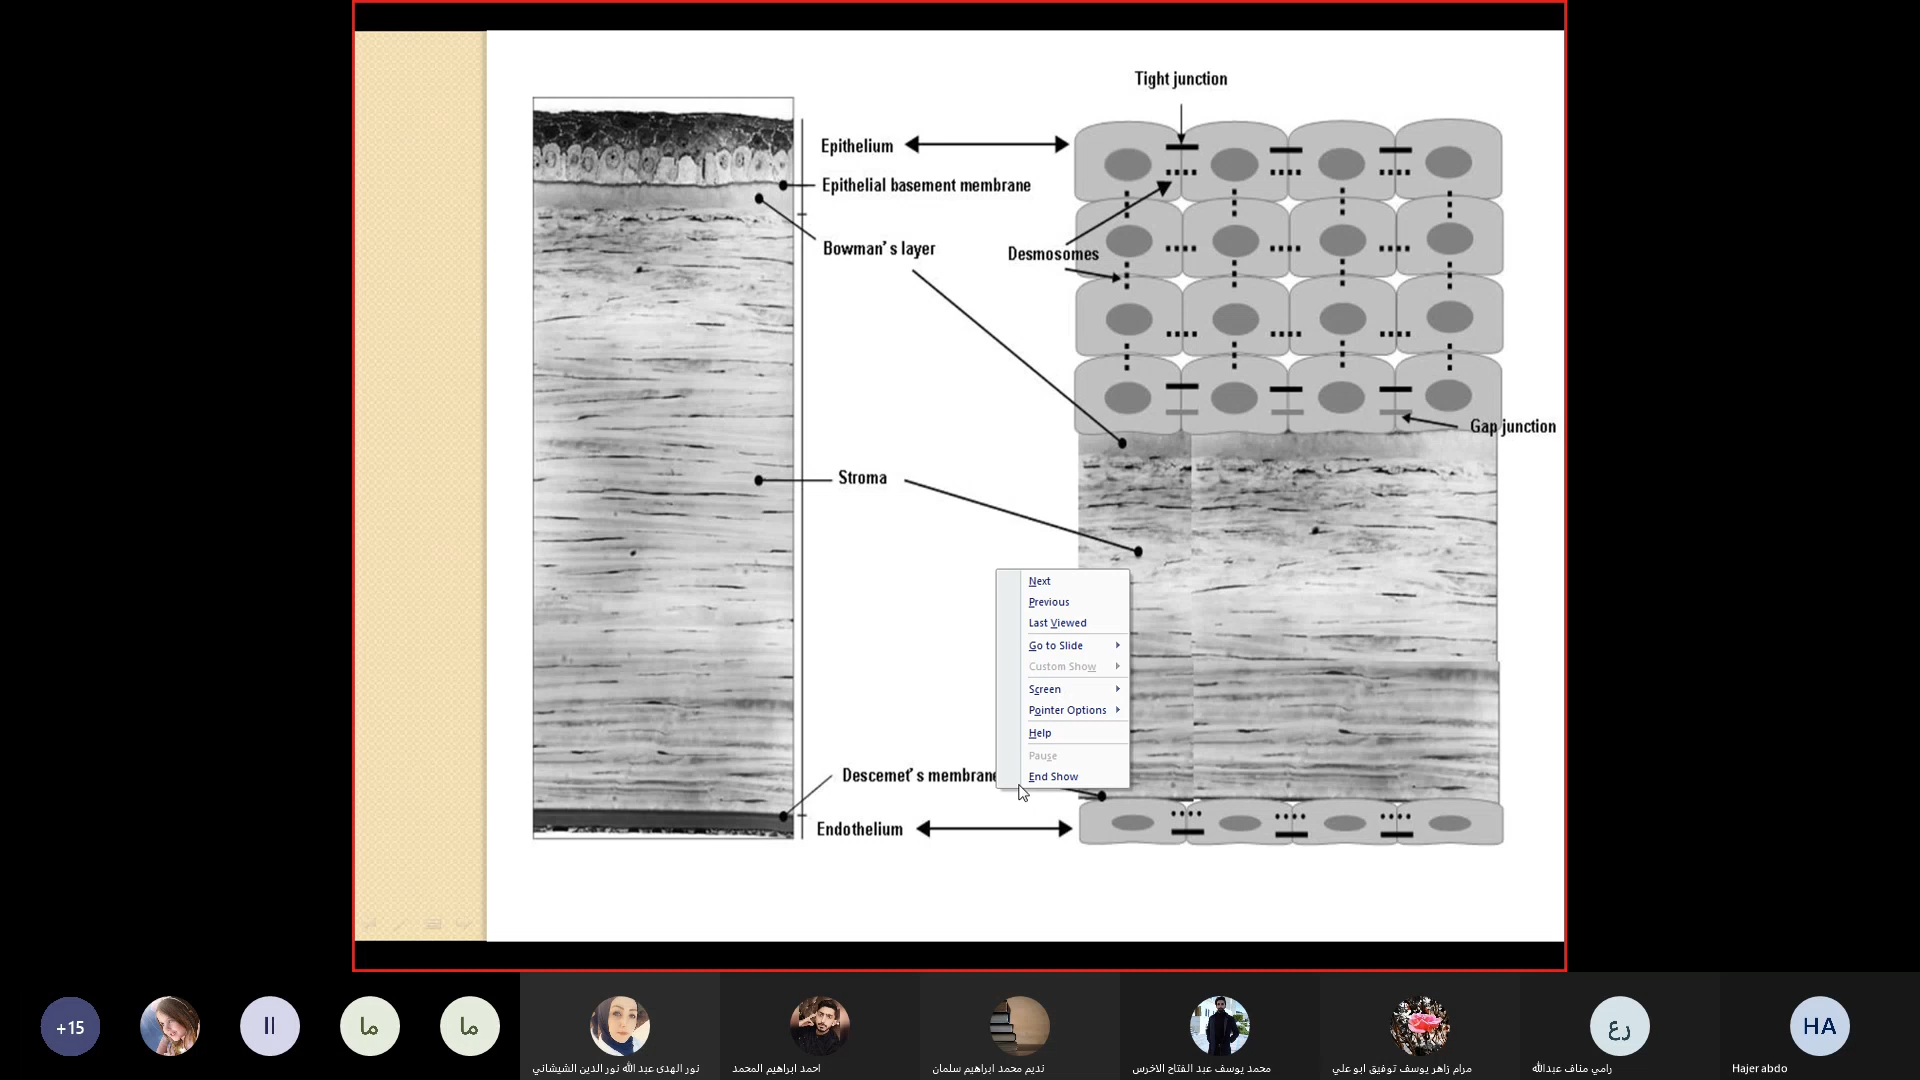 Tight junction
Epithelium
Epithelial basement membrane
Bowman's layer
Desmosomes
Gap junction
Stroma
Next
Previous
Last Viewed
Go to Slide
Custom Show
Screen
Pointer Options
Help
Pause
End Show
Descemet's membrane
Endothelium
+15
ا ا
ما
ما
رع
HA
نور الهدى عبد الله نور الدين الشيشاني
احمد ابراهيم المحمد
نديم محمد ابراهيم سلمان
محمد يوسف عبد الفتاح الاخرس
مرام زاهر يوسف توفيق ابو علي
رامي مناف عبدالله
Hajer abdo